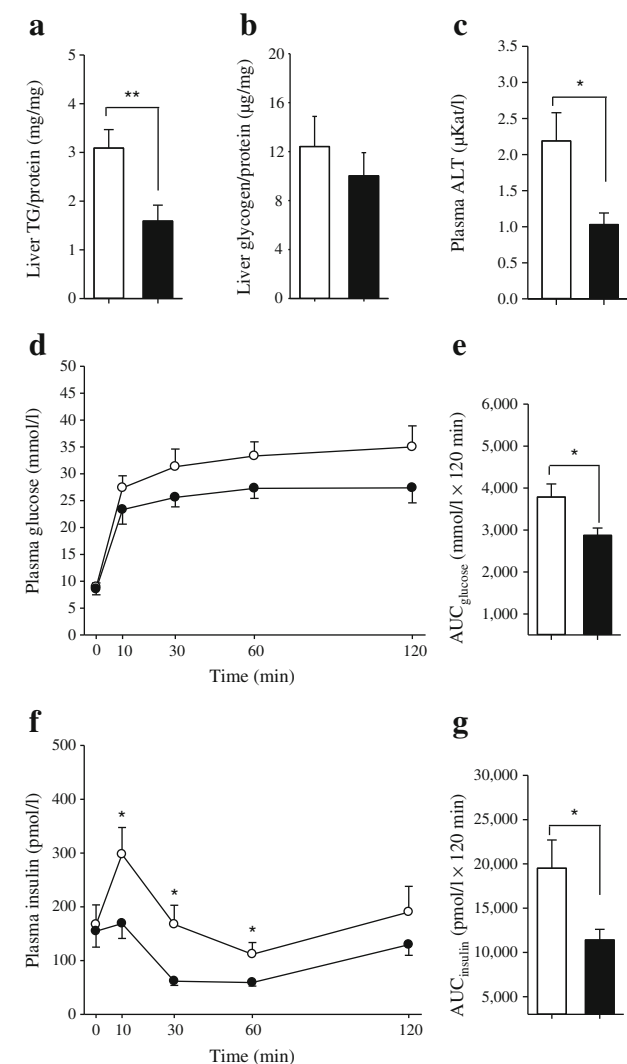 a
Liver TG/protein (mg/mg)
5
4
3
2
1
0
**
b
Liver glycogen/protein (µg/mg)
20
16
12
8
4
0
c
Plasma ALT (µKat/l)
3.5
3.0
2.5
2.0
1.5
1.0
0.5
0.0
*
d
Plasma glucose (mmol/l)
50
45
40
35
30
25
20
15
10
5
0
0 10 30 60 120
Time (min)
e
AUCglucose (mmol/l × 120 min)
6,000
4,000
3,000
2,000
1,000
*
f
Plasma insulin (pmol/l)
500
400
300
200
100
0
* * *
0 10 30 60 120
Time (min)
g
AUCinsulin (pmol/l × 120 min)
30,000
25,000
20,000
15,000
10,000
5,000
*